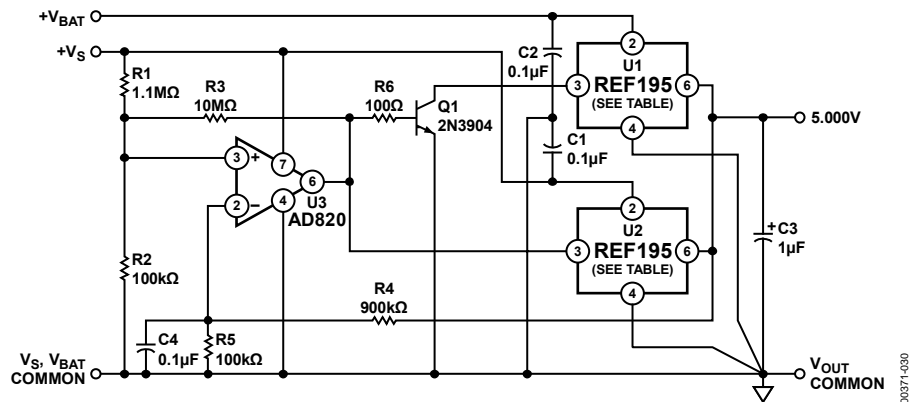 +VBAT
+VS
R1
1.1MΩ
R3
10MΩ
R6
100Ω
Q1
2N3904
C2
0.1µF
C1
0.1µF
2
U1
3
REF195
6
(SEE TABLE)
4
5.000V
3
+
7
6
2
−
4
U3
AD820
2
U2
3
REF195
6
(SEE TABLE)
4
+
C3
1µF
R2
100kΩ
R4
900kΩ
C4
0.1µF
R5
100kΩ
VS, VBAT
COMMON
VOUT
COMMON
00371-030